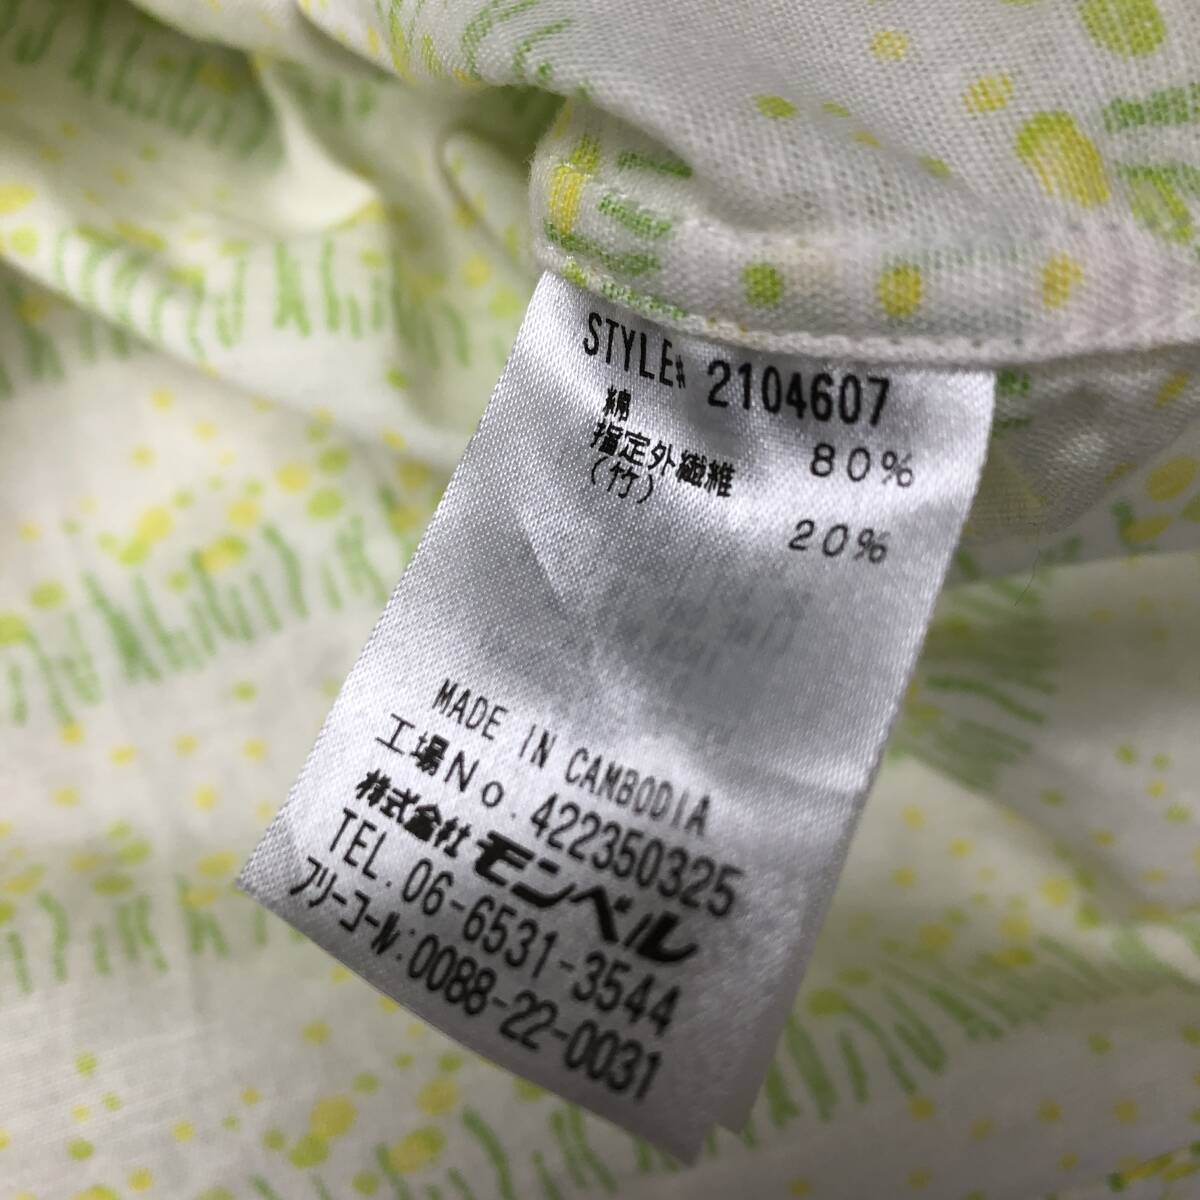 STYLE# 2104607
綿 80%
指定外繊維
(竹) 20%
MADE IN CAMBODIA
工場No.422350325
株式会社モンベル
TEL.06-6531-3544
フリーコール:0088-22-0031